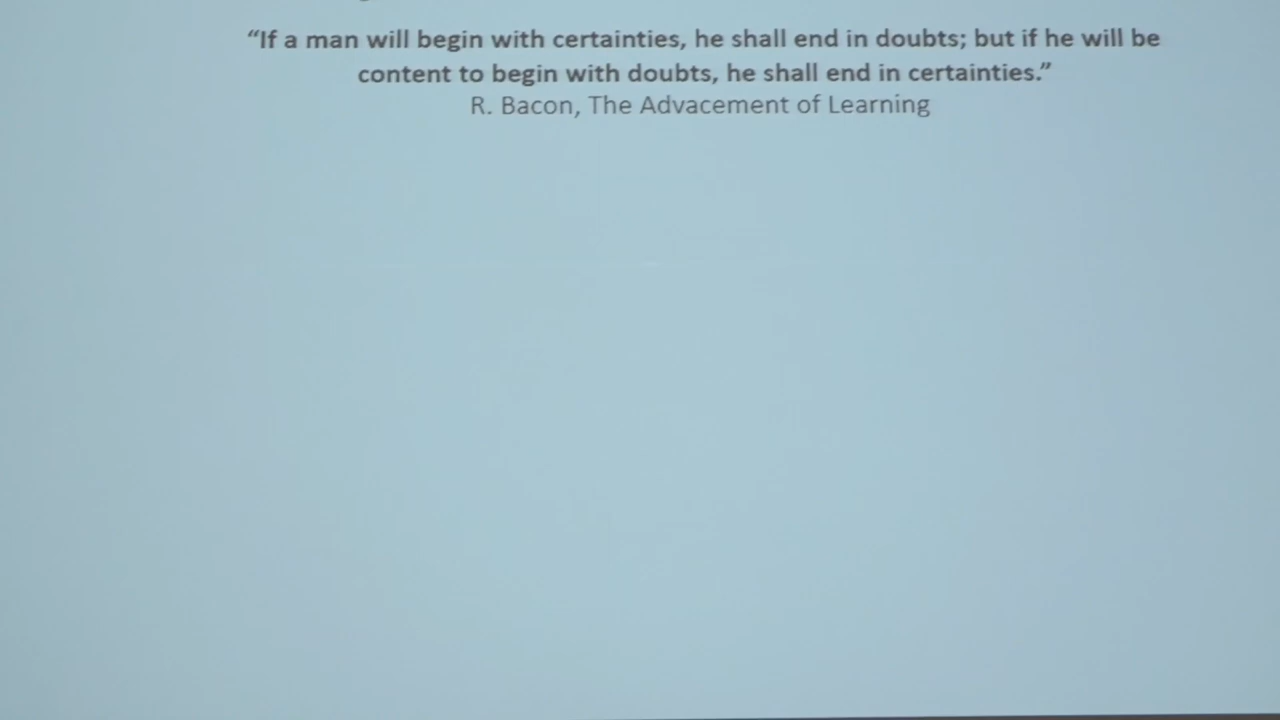 “If a man will begin with certainties, he shall end in doubts; but if he will be
content to begin with doubts, he shall end in certainties.”
R. Bacon, The Advacement of Learning